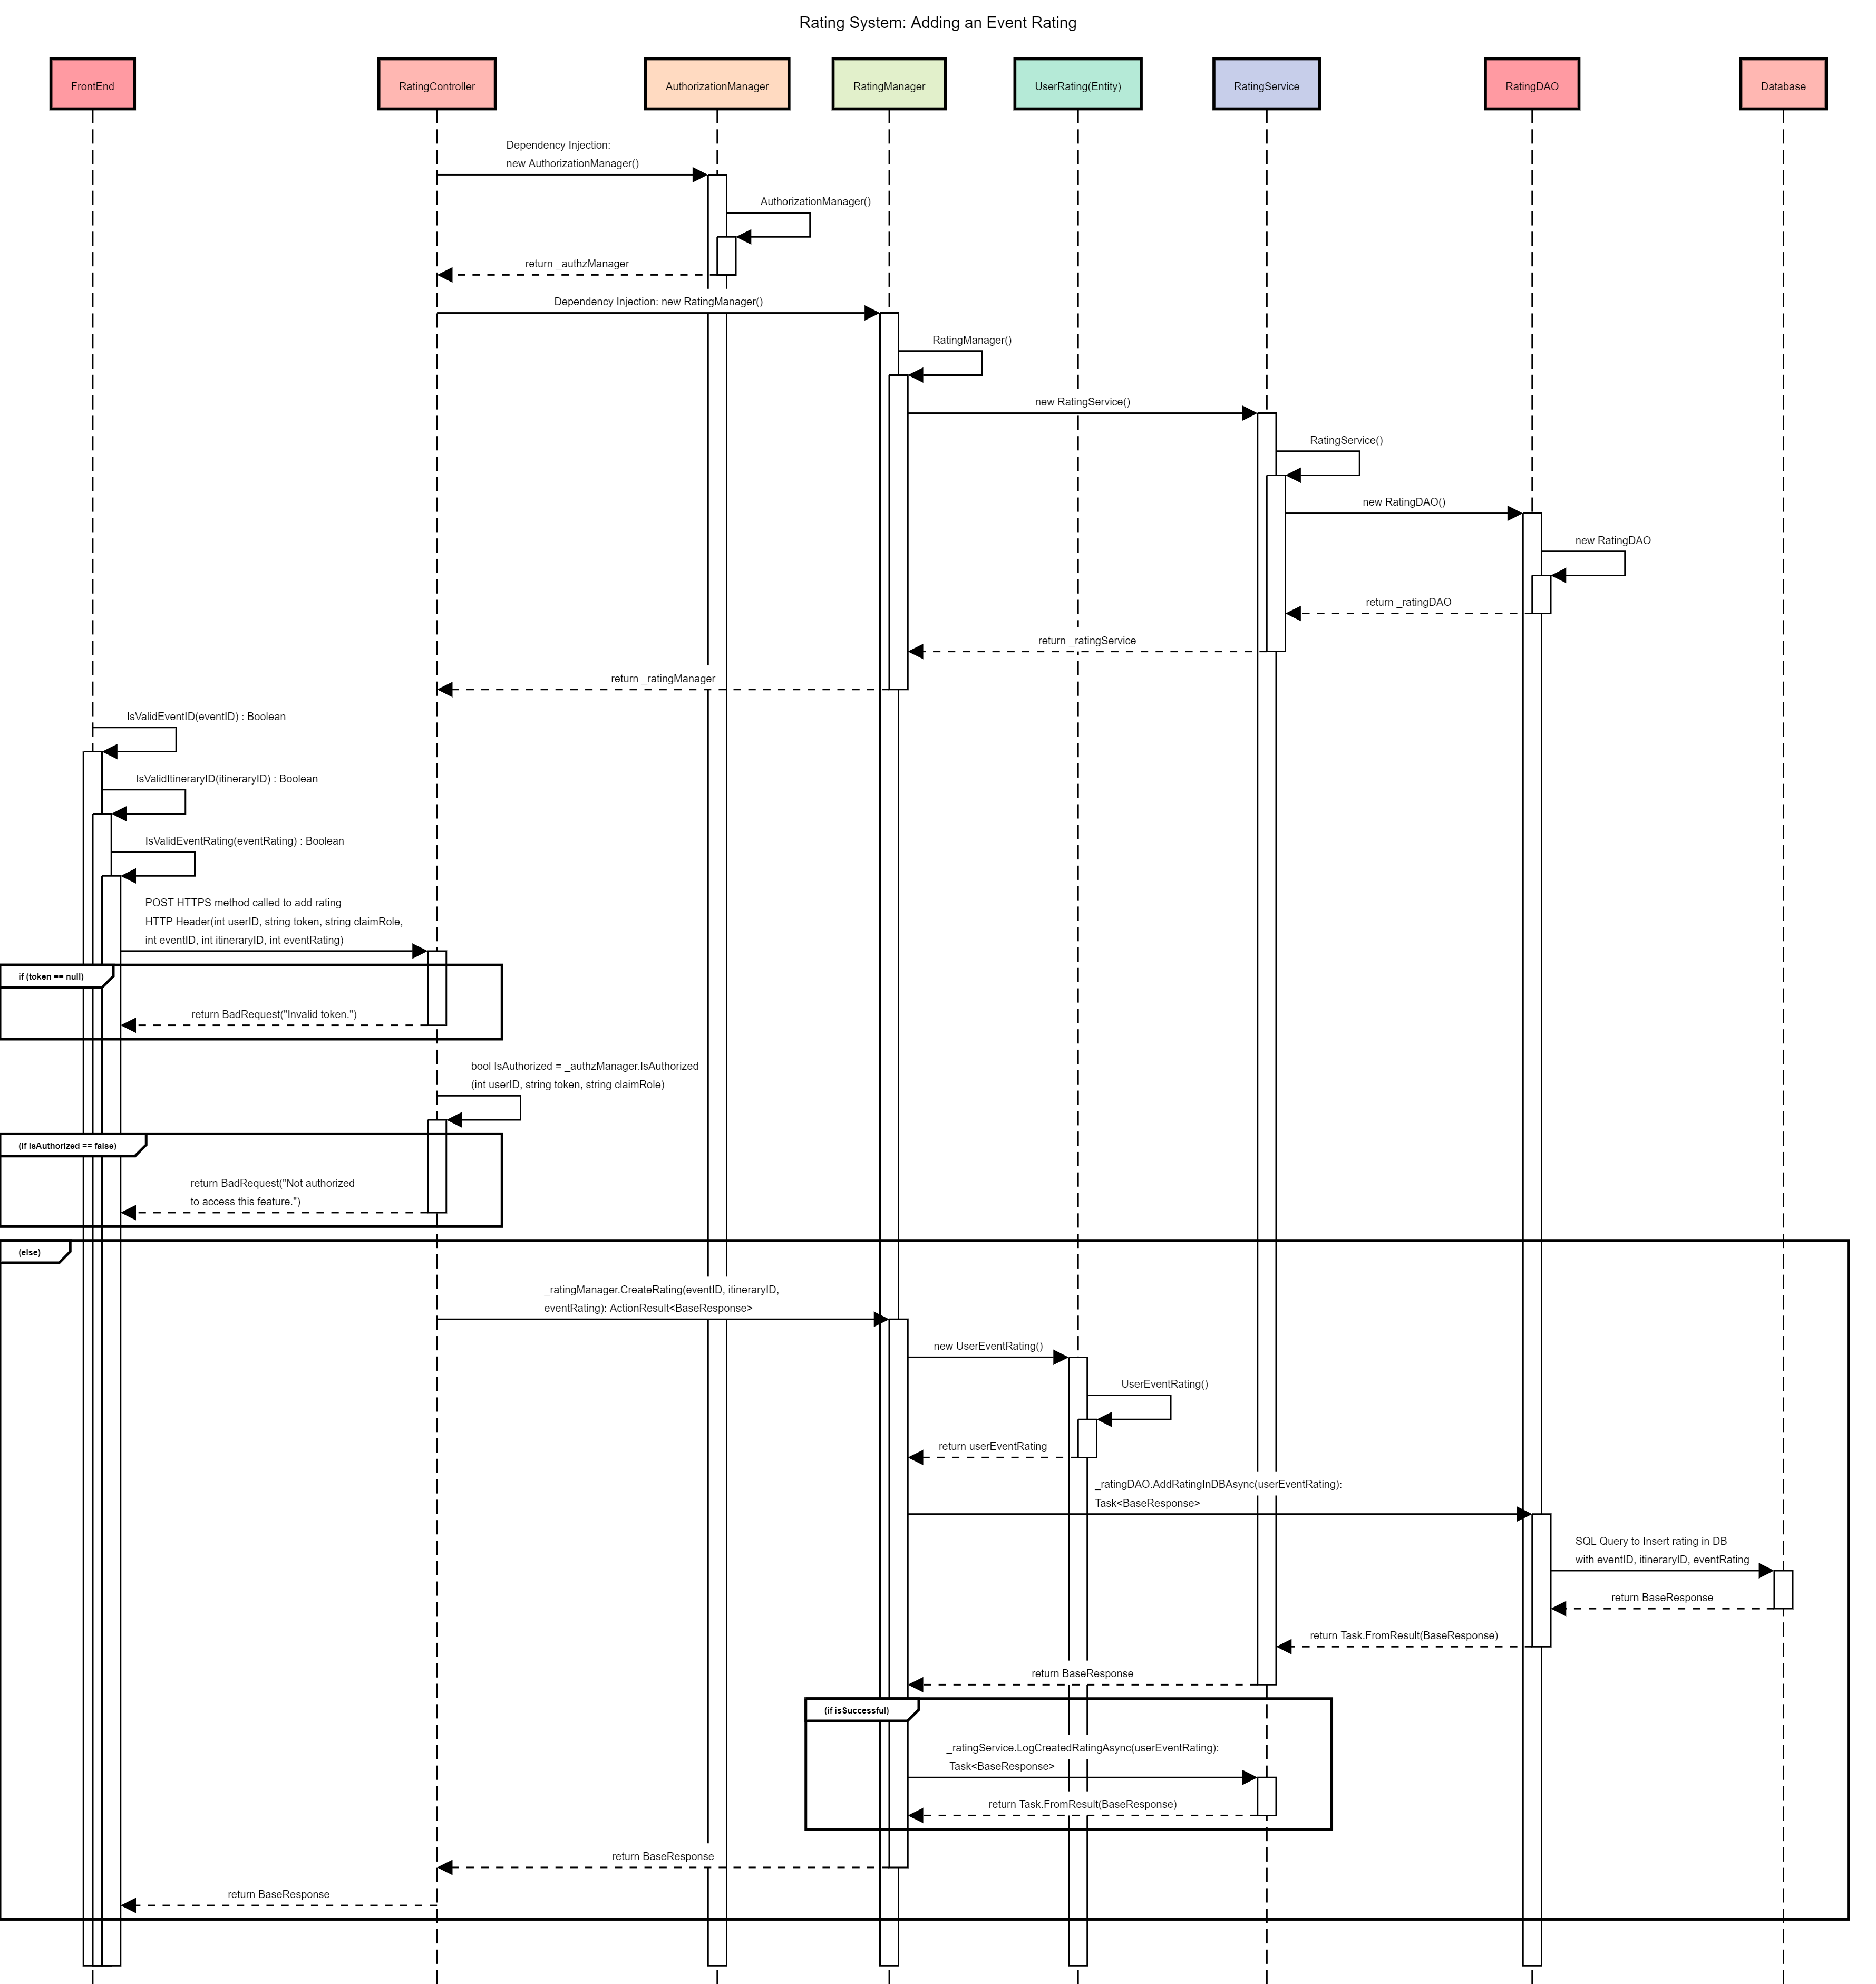 Rating System: Adding an Event Rating
FrontEnd
RatingController
AuthorizationManager
RatingManager
UserRating(Entity)
RatingService
RatingDAO
Database
Dependency Injection:
new AuthorizationManager()
AuthorizationManager()
return _authzManager
Dependency Injection: new RatingManager()
RatingManager()
new RatingService()
RatingService()
new RatingDAO()
new RatingDAO
return _ratingDAO
return _ratingService
return _ratingManager
IsValidEventID(eventID) : Boolean
IsValidItineraryID(itineraryID) : Boolean
IsValidEventRating(eventRating) : Boolean
POST HTTPS method called to add rating
HTTP Header(int userID, string token, string claimRole,
int eventID, int itineraryID, int eventRating)
if (token == null)
return BadRequest("Invalid token.")
bool IsAuthorized = _authzManager.IsAuthorized
(int userID, string token, string claimRole)
(if isAuthorized == false)
return BadRequest("Not authorized
to access this feature.")
(else)
_ratingManager.CreateRating(eventID, itineraryID,
eventRating): ActionResult<BaseResponse>
new UserEventRating()
UserEventRating()
return userEventRating
_ratingDAO.AddRatingInDBAsync(userEventRating):
Task<BaseResponse>
SQL Query to Insert rating in DB
with eventID, itineraryID, eventRating
return BaseResponse
return Task.FromResult(BaseResponse)
return BaseResponse
(if isSuccessful)
_ratingService.LogCreatedRatingAsync(userEventRating):
Task<BaseResponse>
return Task.FromResult(BaseResponse)
return BaseResponse
return BaseResponse